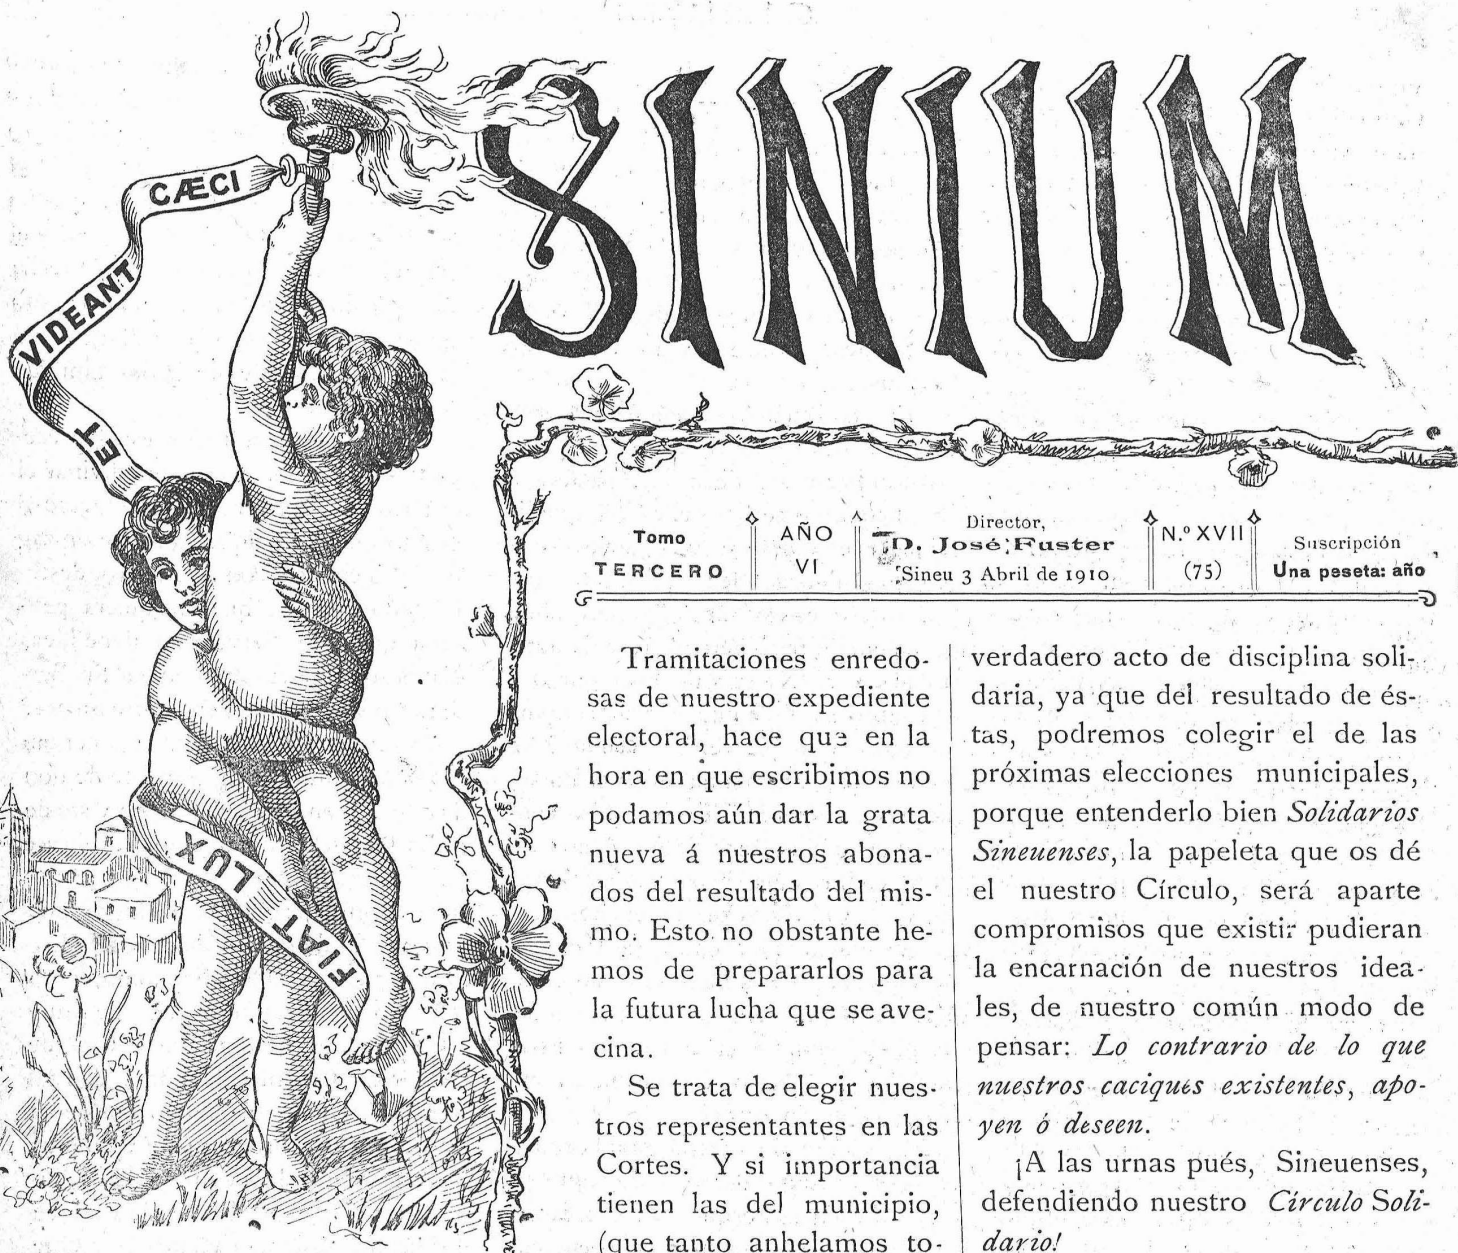 SINIUM
FIAT LUX
ET VIDEANT CÆCI
Tomo
TERCERO
AÑO
VI
Director,
D. José Fuster
Sineu 3 Abril de 1910
N.º XVII
(75)
Suscripción
Una peseta: año
Tramitaciones enredo-
sas de nuestro expediente
electoral, hace que en la
hora en que escribimos no
podamos aún dar la grata
nueva á nuestros abona-
dos del resultado del mis-
mo. Esto no obstante he-
mos de prepararlos para
la futura lucha que se ave-
cina.
Se trata de elegir nues-
tros representantes en las
Cortes. Y si importancia
tienen las del municipio,
(que tanto anhelamos to-
verdadero acto de disciplina soli-
daria, ya que del resultado de és-
tas, podremos colegir el de las
próximas elecciones municipales,
porque entenderlo bien Solidarios
Sineuenses, la papeleta que os dé
el nuestro Círculo, será aparte
compromisos que existir pudieran
la encarnación de nuestros idea-
les, de nuestro común modo de
pensar: Lo contrario de lo que
nuestros caciques existentes, apo-
yen ó deseen.
¡A las urnas pués, Sineuenses,
defendiendo nuestro Círculo Soli-
dario!